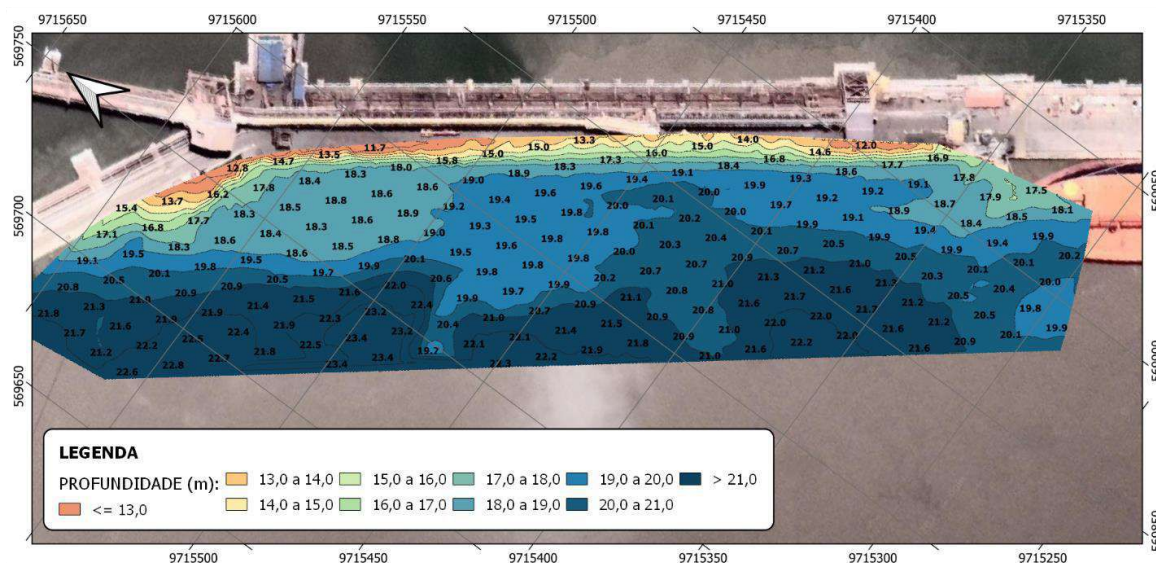 9715650 9715600 9715550 9715500 9715450 9715400 9715350
569750
569700
569650
11.7 13.3 14.0 12.0
12.8 14.7 13.5 15.8 15.0 15.0 16.0 15.0 14.6 16.9
15.4 13.7 16.2 17.8 18.4 18.3 18.0 18.9 18.3 17.3 18.4 16.8 18.6 17.7 17.8 17.5
17.1 16.8 17.7 18.3 18.5 18.8 18.6 18.6 19.0 19.4 19.6 19.6 19.4 19.1 20.0 19.9 19.3 19.2 19.1 18.7 17.9 18.1
19.1 19.5 18.3 18.6 18.4 18.3 18.6 18.9 19.2 19.3 19.5 19.8 20.0 20.1 20.2 20.0 19.7 19.2 19.1 18.9 19.4 18.4 18.5 19.9
20.8 20.5 20.1 19.8 19.5 18.6 18.5 18.8 19.0 19.5 19.6 19.8 19.8 20.1 20.3 20.4 20.1 20.5 19.9 19.9 19.4 20.2
21.8 21.3 21.0 20.9 20.9 20.5 19.7 19.9 20.1 20.6 19.8 19.8 19.8 20.0 20.7 20.7 20.9 20.7 21.0 20.5 20.3 20.1 20.1 20.0
21.7 21.6 21.9 21.9 21.4 21.5 21.6 22.0 22.4 19.9 19.7 19.9 20.2 20.8 21.0 21.3 21.2 21.6 21.3 20.5 20.4 19.8
21.2 22.2 22.5 22.4 21.9 22.3 23.2 23.2 20.4 21.0 20.7 20.9 21.1 20.9 20.8 21.6 21.7 22.0 21.2 20.5 19.9
22.6 22.8 22.7 21.8 22.5 23.4 23.4 19.7 22.1 22.1 21.4 21.5 20.9 21.0 22.0 22.2 22.0 21.6 21.2 20.9 20.1
23.4 22.3 22.2 21.9 21.8 21.0 21.6 21.6
LEGENDA
PROFUNDIDADE (m):
<= 13,0
13,0 a 14,0
14,0 a 15,0
15,0 a 16,0
16,0 a 17,0
17,0 a 18,0
18,0 a 19,0
19,0 a 20,0
20,0 a 21,0
> 21,0
9715500 9715450 9715400 9715350 9715300 9715250